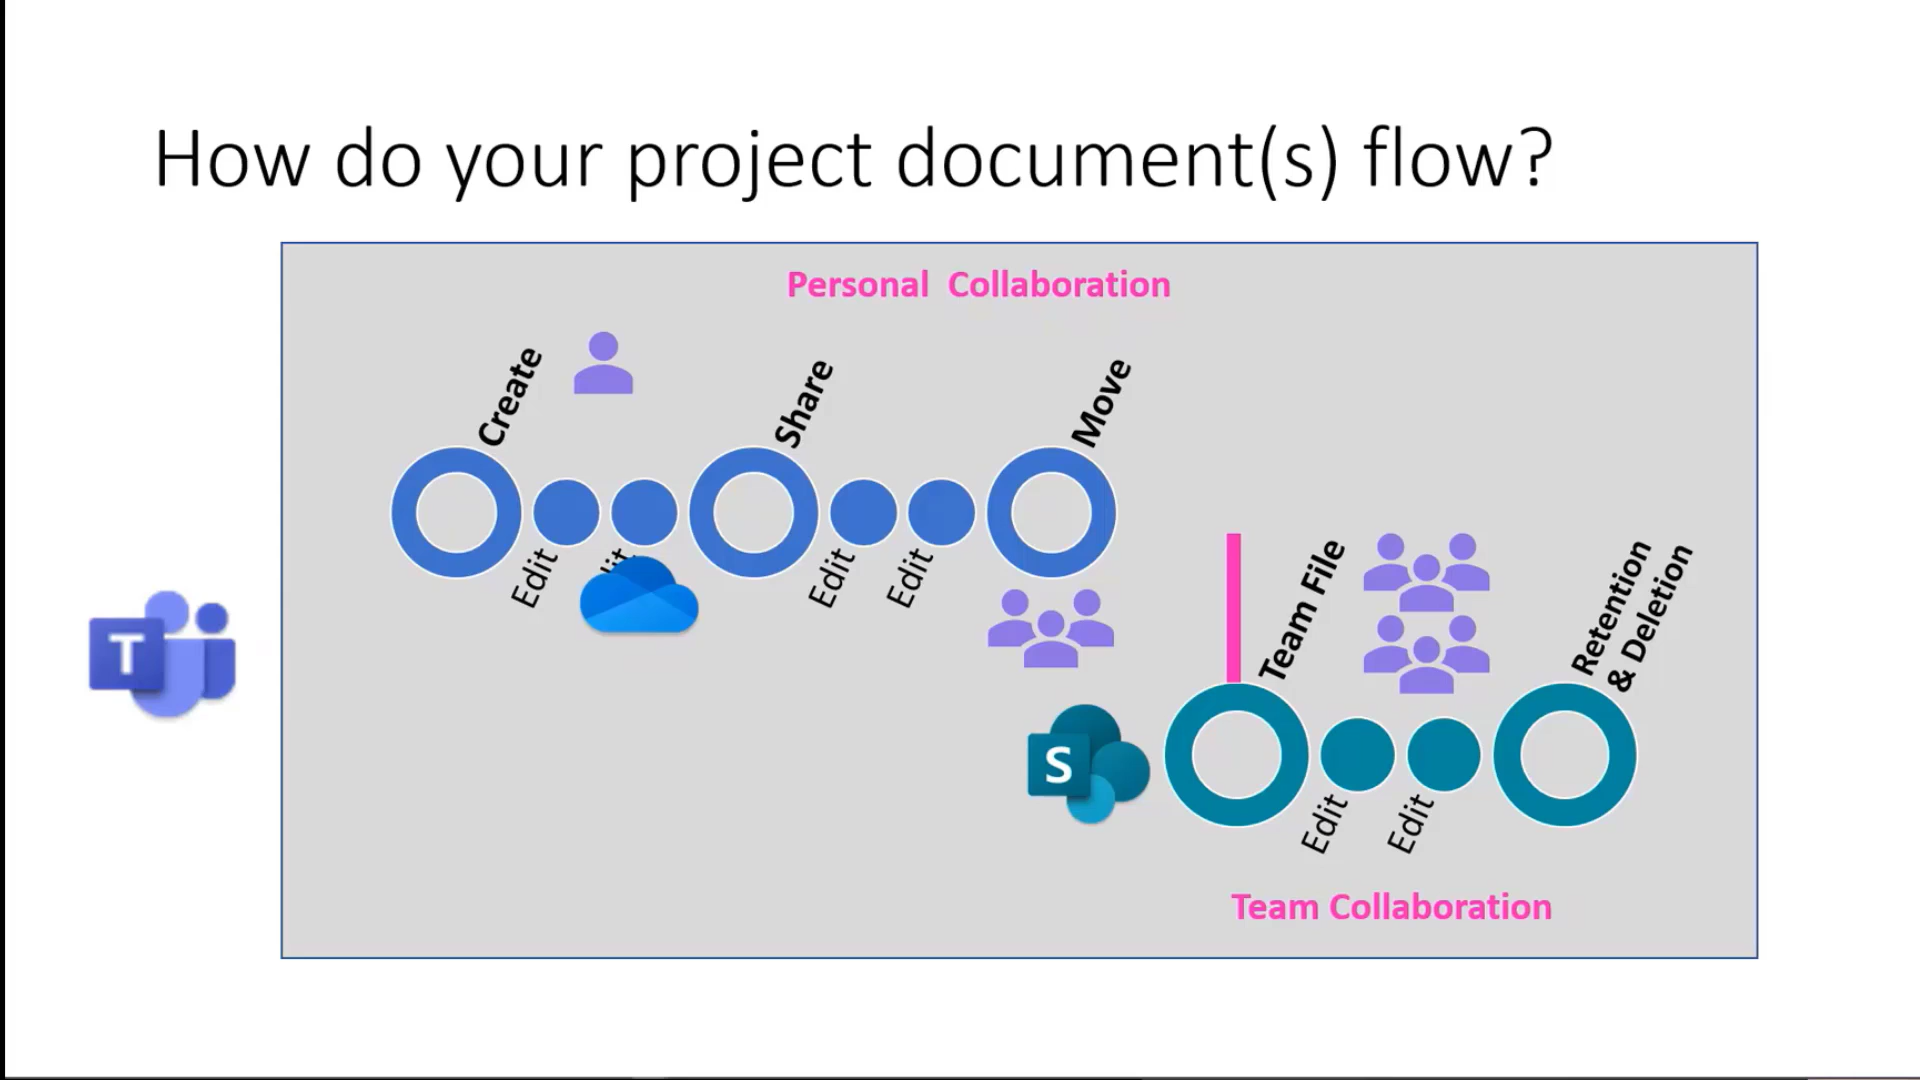 How do your project document(s) flow?
Personal Collaboration
Create
Share
Move
Edit
Edit
Edit
T
Team File
Retention
& Deletion
S
Edit
Edit
Team Collaboration